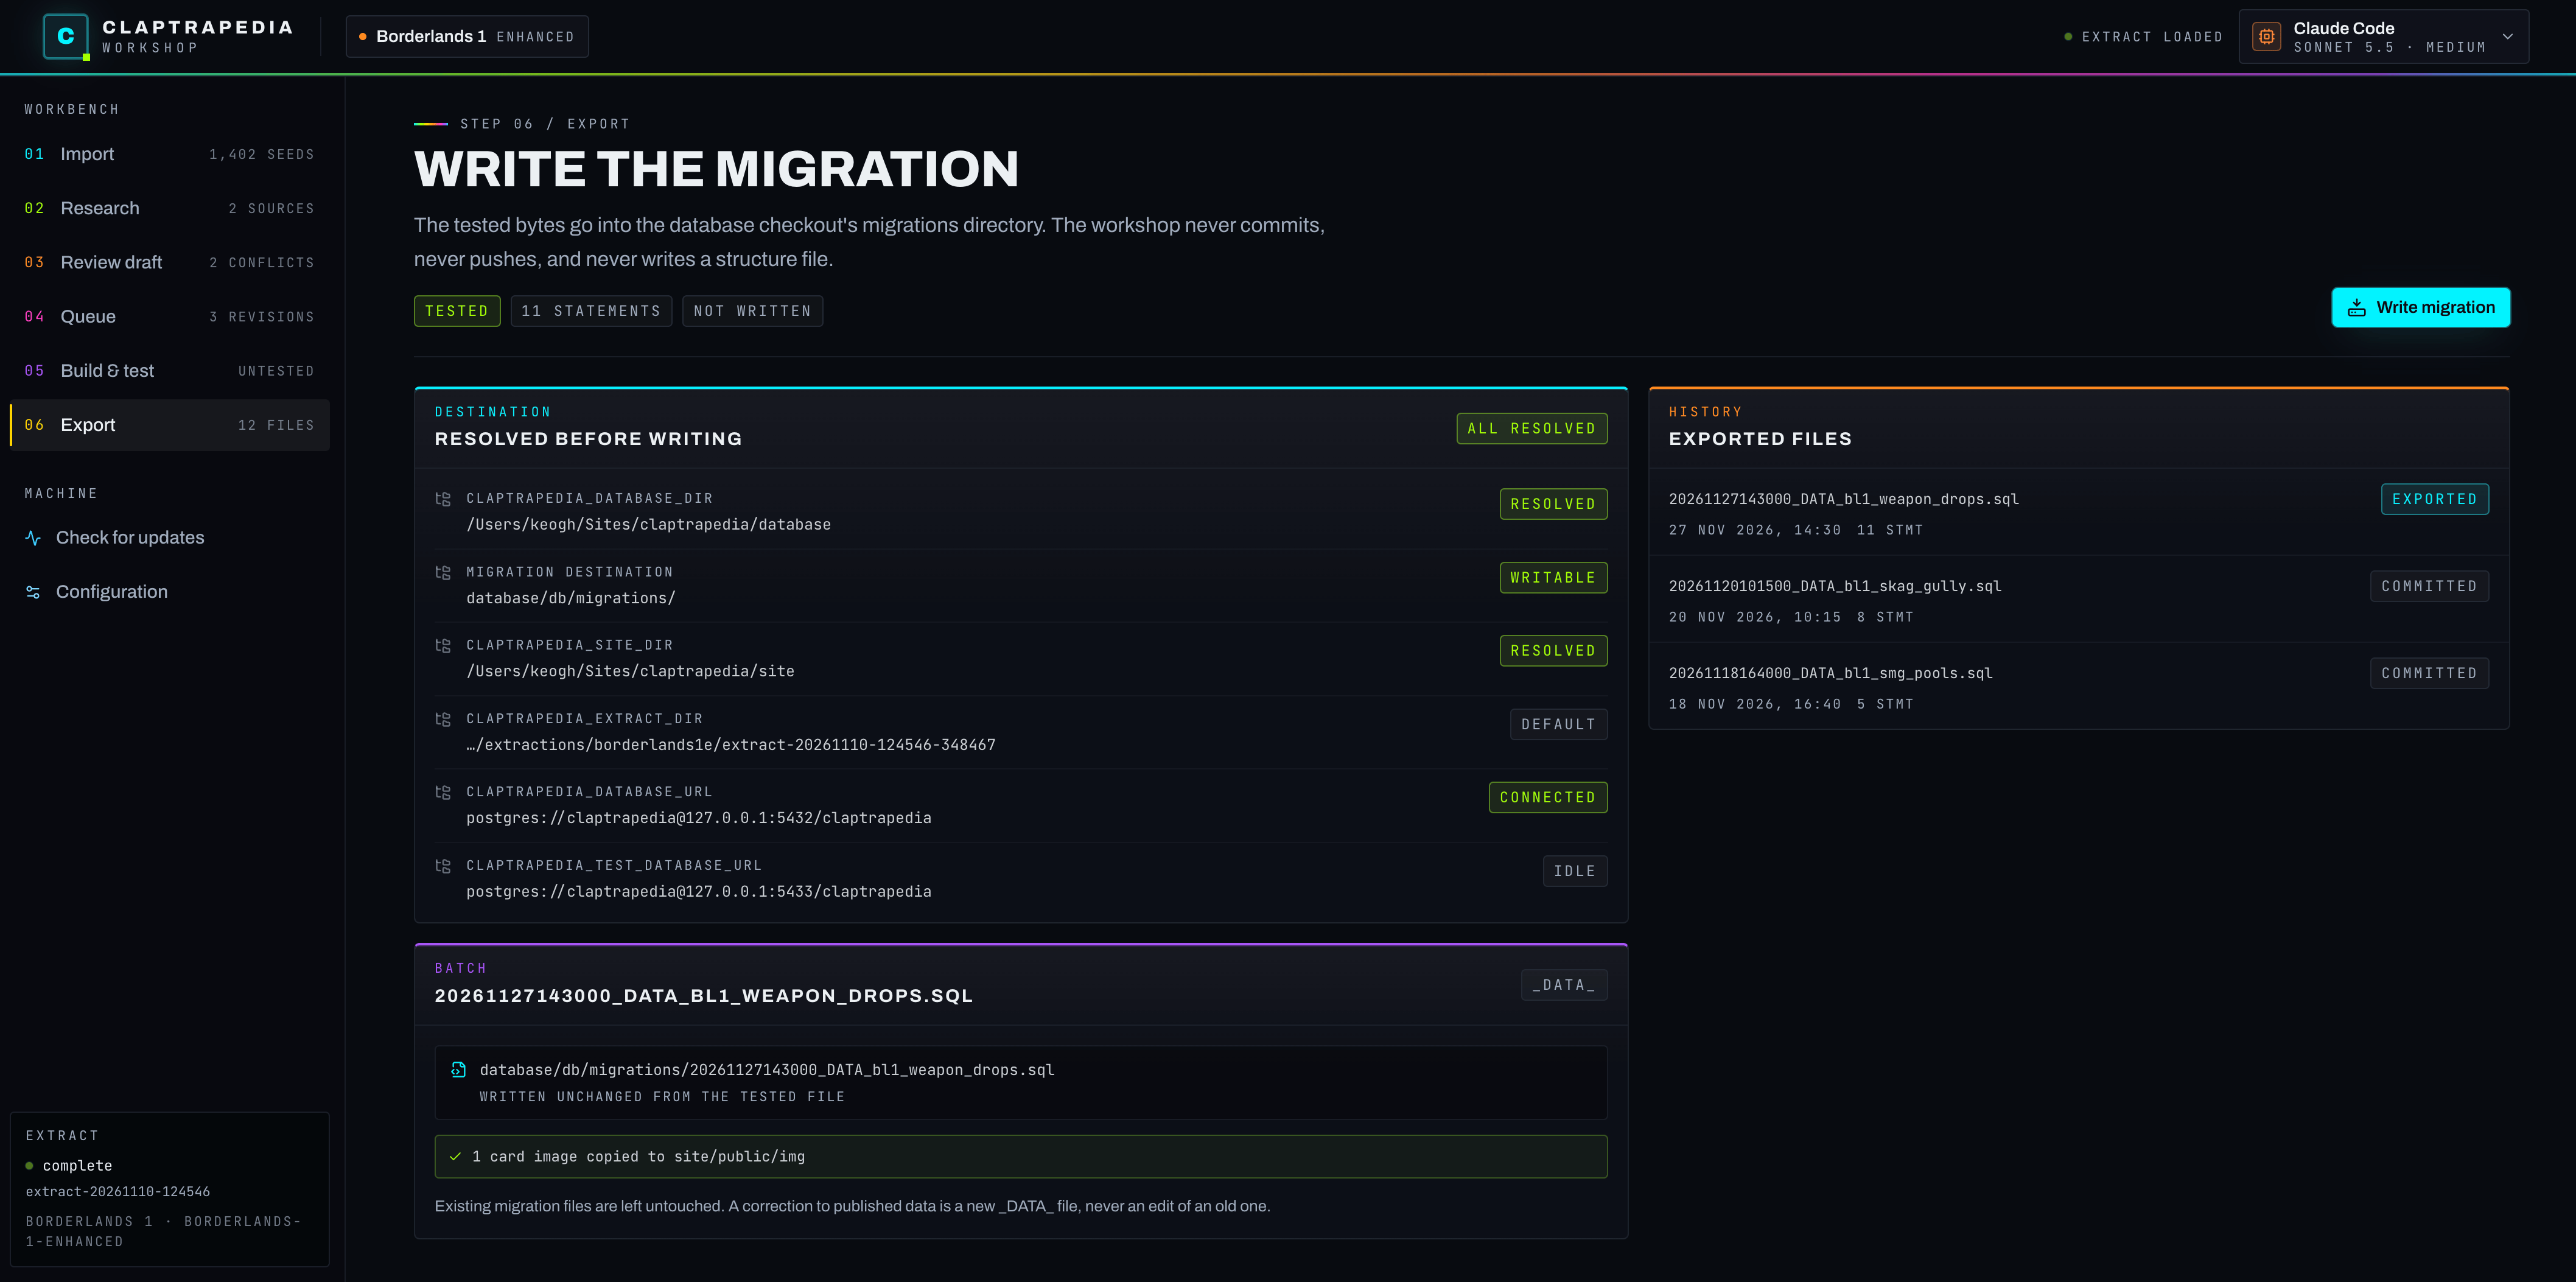 C
CLAPTRAPEDIA
WORKSHOP
Borderlands 1 ENHANCED
EXTRACT LOADED
Claude Code
SONNET 5.5 · MEDIUM
WORKBENCH
01 Import 1,402 SEEDS
02 Research 2 SOURCES
03 Review draft 2 CONFLICTS
04 Queue 3 REVISIONS
05 Build & test UNTESTED
06 Export 12 FILES
MACHINE
Check for updates
Configuration
EXTRACT
complete
extract-20261110-124546
BORDERLANDS 1 · BORDERLANDS-
1-ENHANCED
STEP 06 / EXPORT
WRITE THE MIGRATION
The tested bytes go into the database checkout's migrations directory. The workshop never commits,
never pushes, and never writes a structure file.
TESTED 11 STATEMENTS NOT WRITTEN
Write migration
DESTINATION
RESOLVED BEFORE WRITING
ALL RESOLVED
CLAPTRAPEDIA_DATABASE_DIR
/Users/keogh/Sites/claptrapedia/database
RESOLVED
MIGRATION DESTINATION
database/db/migrations/
WRITABLE
CLAPTRAPEDIA_SITE_DIR
/Users/keogh/Sites/claptrapedia/site
RESOLVED
CLAPTRAPEDIA_EXTRACT_DIR
…/extractions/borderlands1e/extract-20261110-124546-348467
DEFAULT
CLAPTRAPEDIA_DATABASE_URL
postgres://claptrapedia@127.0.0.1:5432/claptrapedia
CONNECTED
CLAPTRAPEDIA_TEST_DATABASE_URL
postgres://claptrapedia@127.0.0.1:5433/claptrapedia
IDLE
BATCH
20261127143000_DATA_BL1_WEAPON_DROPS.SQL
_DATA_
database/db/migrations/20261127143000_DATA_bl1_weapon_drops.sql
WRITTEN UNCHANGED FROM THE TESTED FILE
1 card image copied to site/public/img
Existing migration files are left untouched. A correction to published data is a new _DATA_ file, never an edit of an old one.
HISTORY
EXPORTED FILES
20261127143000_DATA_bl1_weapon_drops.sql
EXPORTED
27 NOV 2026, 14:30 11 STMT
20261120101500_DATA_bl1_skag_gully.sql
COMMITTED
20 NOV 2026, 10:15 8 STMT
20261118164000_DATA_bl1_smg_pools.sql
COMMITTED
18 NOV 2026, 16:40 5 STMT